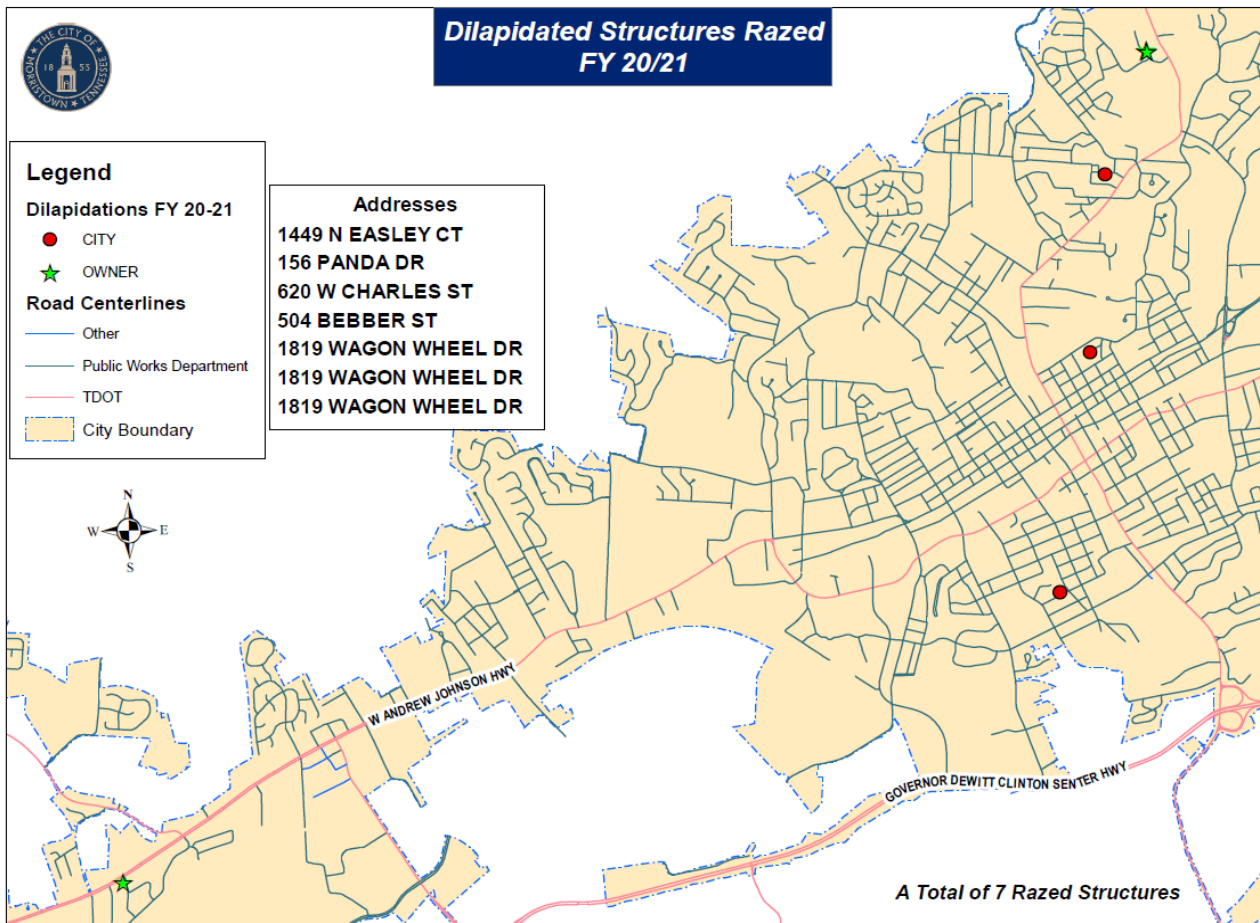 Dilapidated Structures Razed
FY 20/21
THE CITY OF
MORRISTOWN ★ TENNESSEE
18 55
Legend
Dilapidations FY 20-21
CITY
OWNER
Road Centerlines
Other
Public Works Department
TDOT
City Boundary
Addresses
1449 N EASLEY CT
156 PANDA DR
620 W CHARLES ST
504 BEBBER ST
1819 WAGON WHEEL DR
1819 WAGON WHEEL DR
1819 WAGON WHEEL DR
N
W E
S
W ANDREW JOHNSON HWY
GOVERNOR DEWITT CLINTON SENTER HWY
A Total of 7 Razed Structures